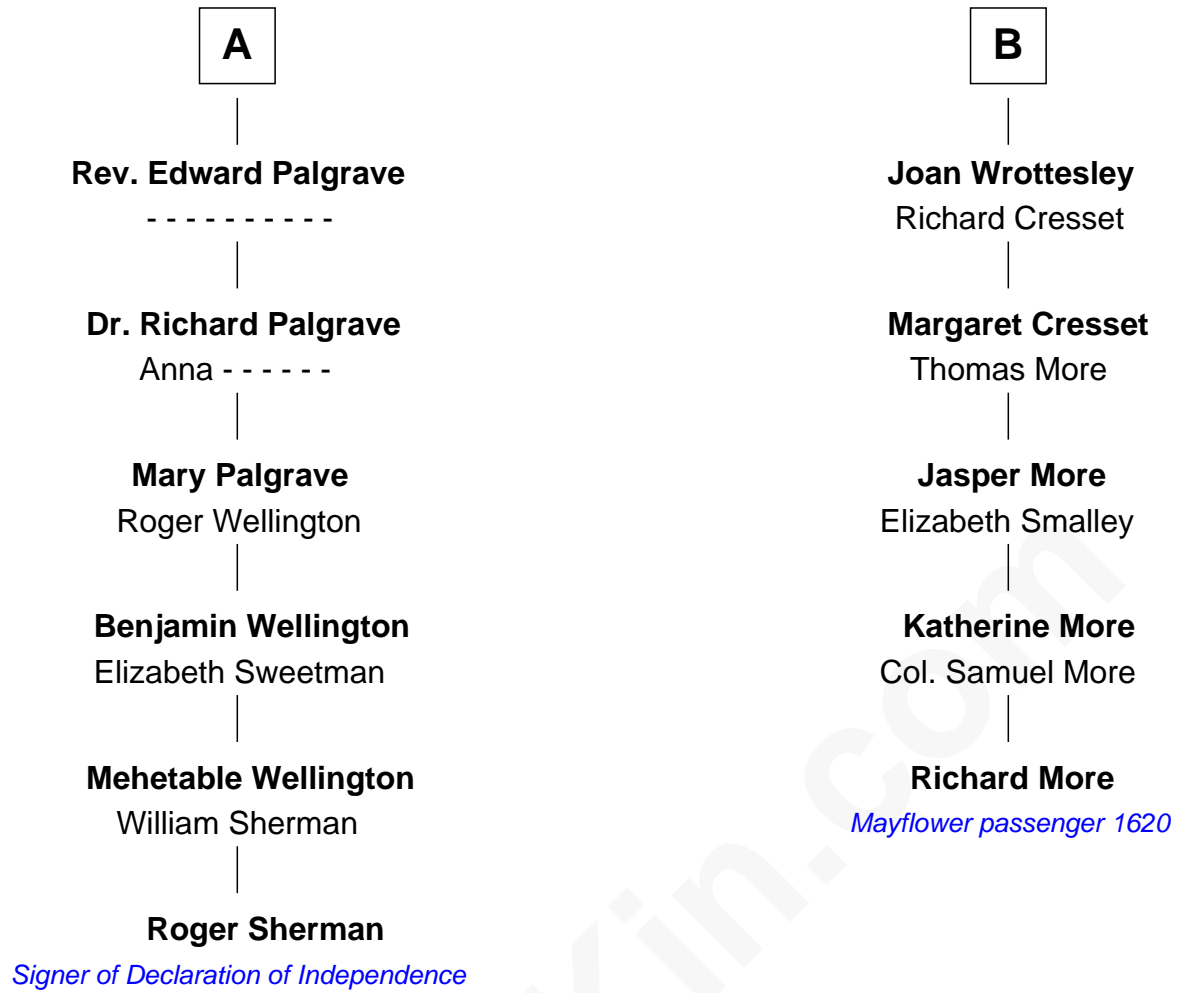 A
Rev. Edward Palgrave
- - - - - - - - - -
Dr. Richard Palgrave
Anna - - - - - -
Mary Palgrave
Roger Wellington
Benjamin Wellington
Elizabeth Sweetman
Mehetable Wellington
William Sherman
Roger Sherman
Signer of Declaration of Independence
B
Joan Wrottesley
Richard Cresset
Margaret Cresset
Thomas More
Jasper More
Elizabeth Smalley
Katherine More
Col. Samuel More
Richard More
Mayflower passenger 1620
Kin.com